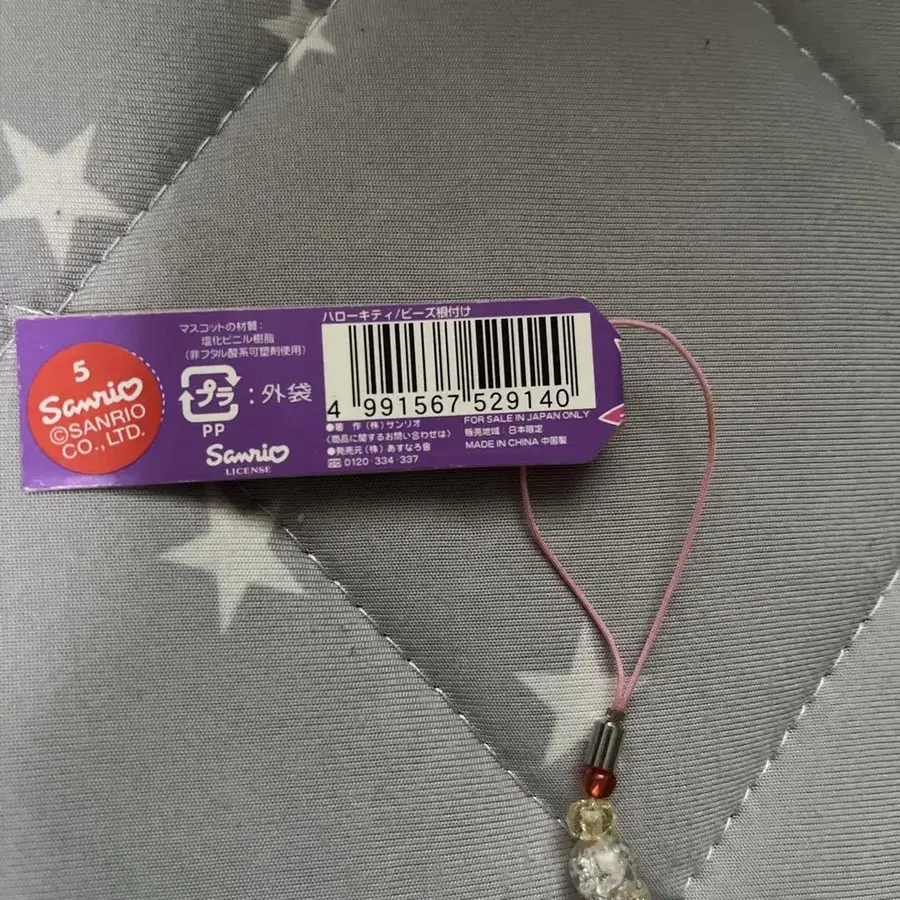 5
Sanrio
©SANRIO
CO.,LTD.
マスコットの材質:
塩化ビニル樹脂
(非フタル酸系可塑剤使用)
プラ
:外袋
PP
Sanrio
LICENSE
ハローキティ/ビーズ根付け
4 991567 529140
●著 作 (株)サンリオ
(商品に関するお問い合わせは)
●発売元(株)あすなろ舎
0120-334-337
FOR SALE IN JAPAN ONLY
販売地域:日本限定
MADE IN CHINA 中国製